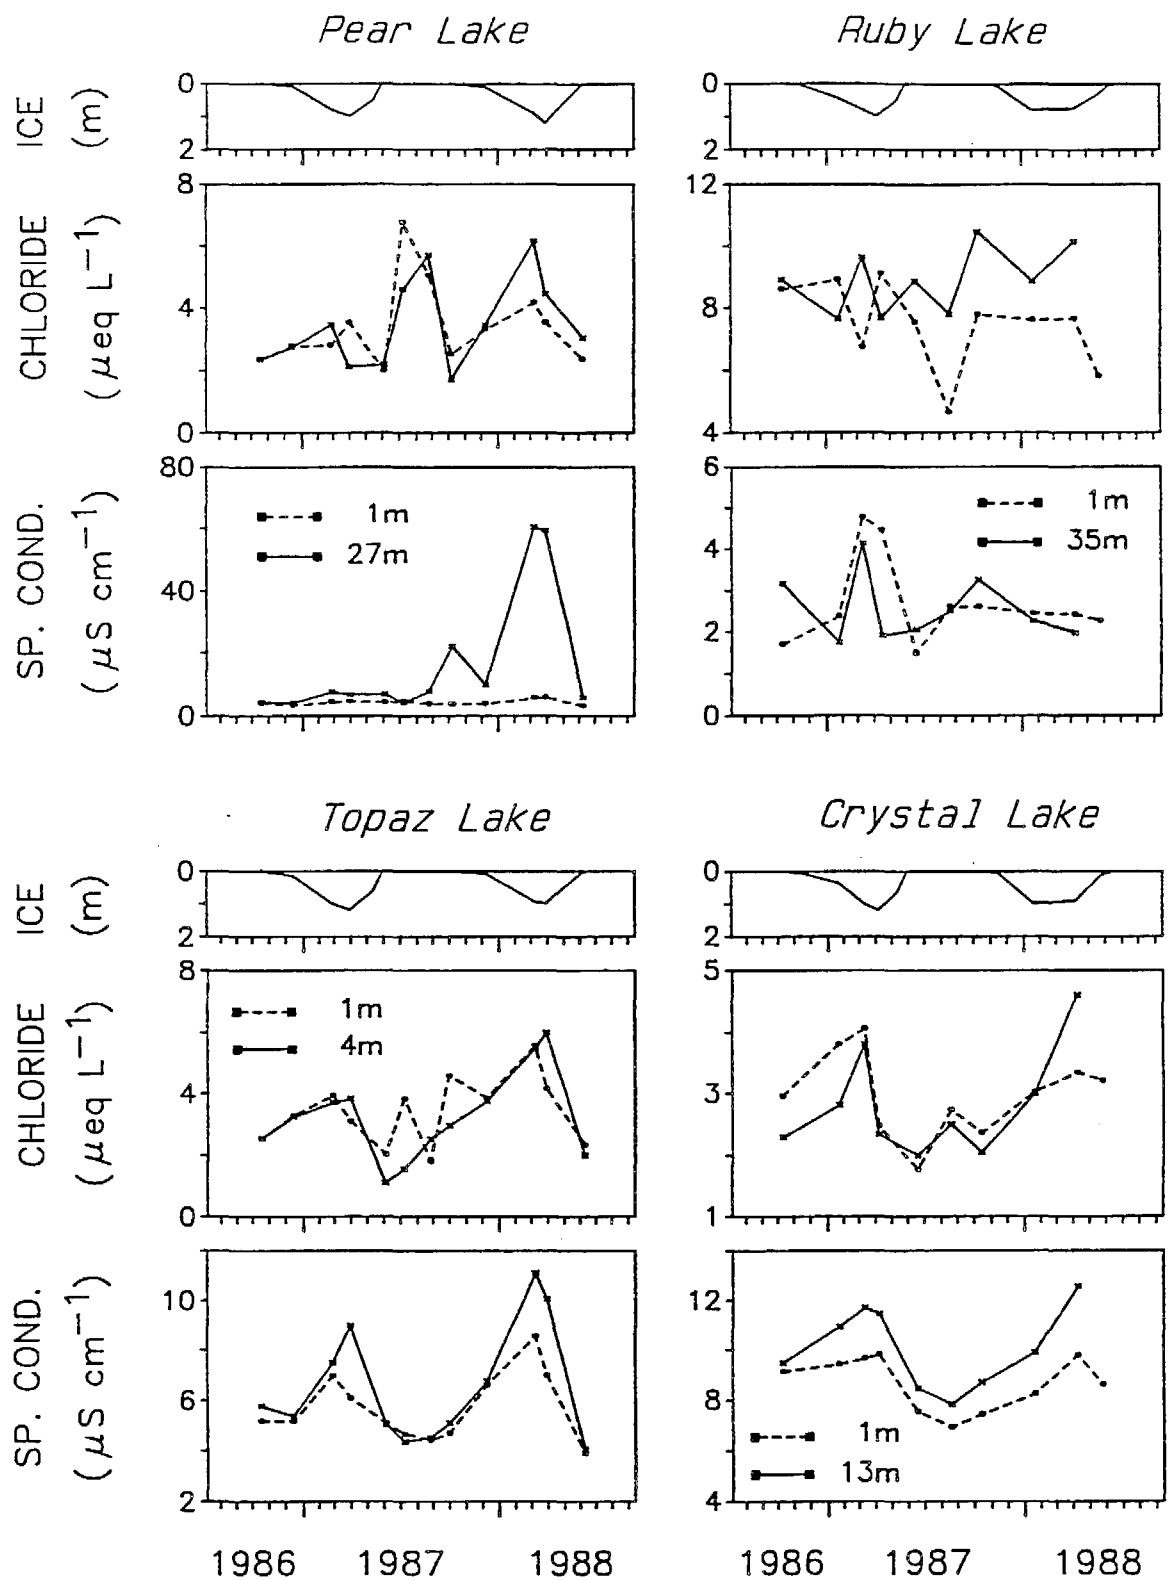 Pear Lake
Ruby Lake
ICE
(m)
0
2
0
2
CHLORIDE
(μeq L⁻¹)
8
4
0
12
8
4
SP. COND.
(μS cm⁻¹)
80
40
0
1m
27m
6
4
2
0
1m
35m
Topaz Lake
Crystal Lake
ICE
(m)
0
2
0
2
CHLORIDE
(μeq L⁻¹)
8
4
0
1m
4m
5
3
1
SP. COND.
(μS cm⁻¹)
10
6
2
12
8
4
1m
13m
1986 1987 1988
1986 1987 1988